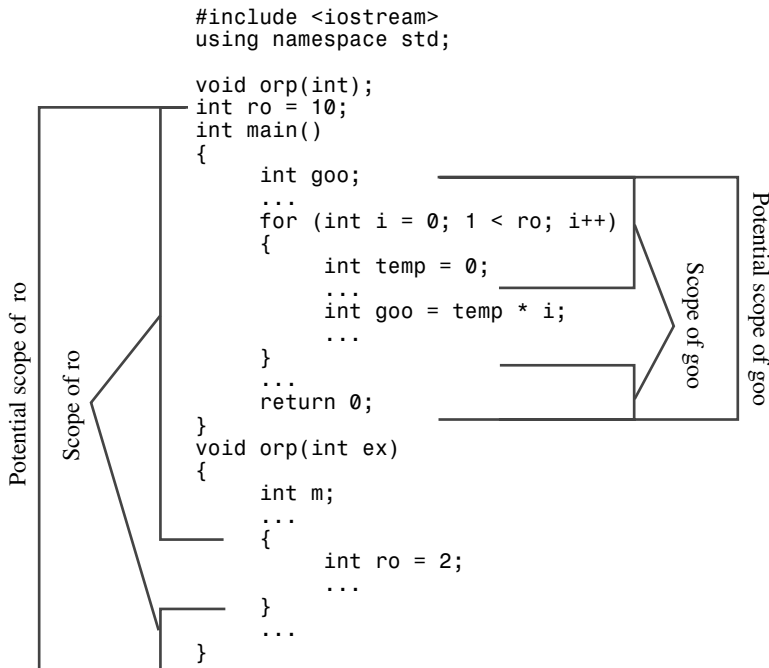 #include <iostream>
using namespace std;
void orp(int);
int ro = 10;
int main()
{
int goo;
...
for (int i = 0; 1 < ro; i++)
{
int temp = 0;
...
int goo = temp * i;
...
}
...
return 0;
}
void orp(int ex)
{
int m;
...
{
int ro = 2;
...
}
...
}
Potential scope of ro
Scope of ro
Scope of goo
Potential scope of goo